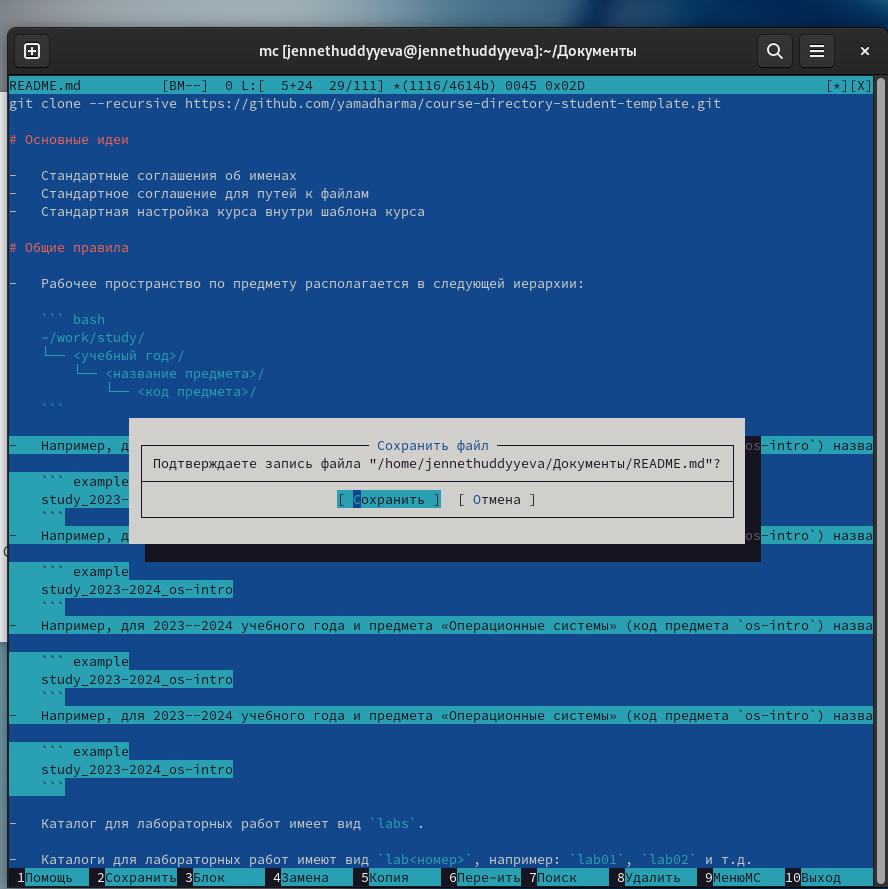 mc [jennethuddyyeva@jennethuddyyeva]:~/Документы
README.md [BM--] 0 L:[ 5+24 29/111] *(1116/4614b) 0045 0x02D [*][X]
git clone --recursive https://github.com/yamadharma/course-directory-student-template.git
# Основные идеи
- Стандартные соглашения об именах
- Стандартное соглашение для путей к файлам
- Стандартная настройка курса внутри шаблона курса
# Общие правила
- Рабочее пространство по предмету располагается в следующей иерархии:
``` bash
~/work/study/
└── <учебный год>/
└── <название предмета>/
└── <код предмета>/
```
- Например, д os-intro`) назва
Сохранить файл
Подтверждаете запись файла "/home/jennethuddyyeva/Документы/README.md"?
``` example
study_2023-
[ Сохранить ] [ Отмена ]
```
- Например, д os-intro`) назва
``` example
study_2023-2024_os-intro
```
- Например, для 2023--2024 учебного года и предмета «Операционные системы» (код предмета `os-intro`) назва
``` example
study_2023-2024_os-intro
```
- Например, для 2023--2024 учебного года и предмета «Операционные системы» (код предмета `os-intro`) назва
``` example
study_2023-2024_os-intro
```
- Каталог для лабораторных работ имеет вид `labs`.
- Каталоги для лабораторных работ имеют вид `lab<номер>`, например: `lab01`, `lab02` и т.д.
1Помощь 2Сохранить 3Блок 4Замена 5Копия 6Пере~ить 7Поиск 8Удалить 9МенюMC 10Выход